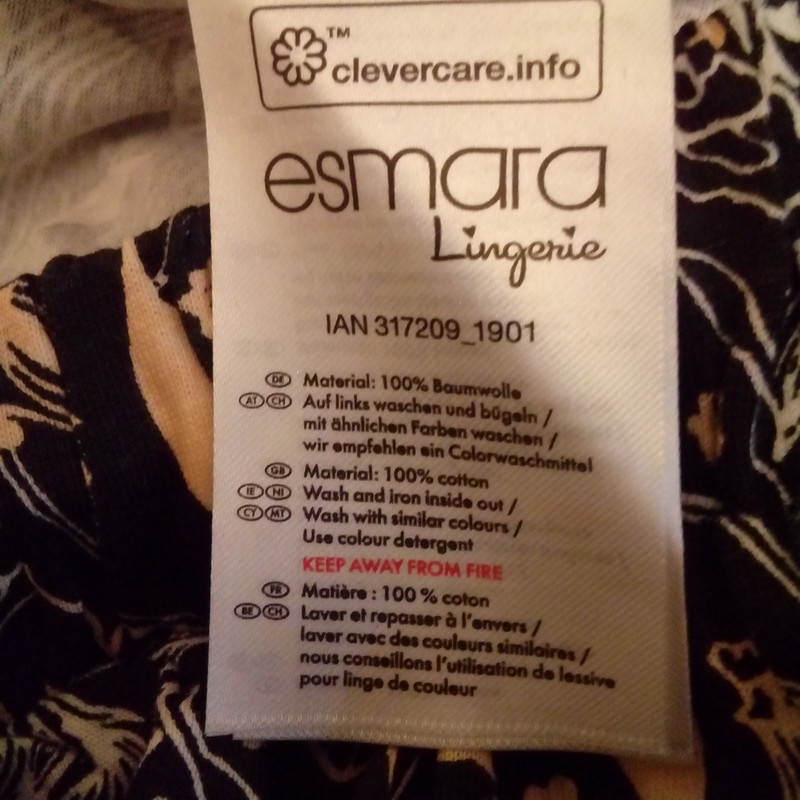 TM
clevercare.info
esmara
Lingerie
IAN 317209_1901
DE Material: 100% Baumwolle
AT CH Auf links waschen und bügeln /
mit ähnlichen Farben waschen /
wir empfehlen ein Colorwaschmittel
GB Material: 100% cotton
IE NI Wash and iron inside out /
CY MT Wash with similar colours /
Use colour detergent
KEEP AWAY FROM FIRE
FR Matière : 100 % coton
BE CH Laver et repasser à l'envers /
laver avec des couleurs similaires /
nous conseillons l'utilisation de lessive
pour linge de couleur